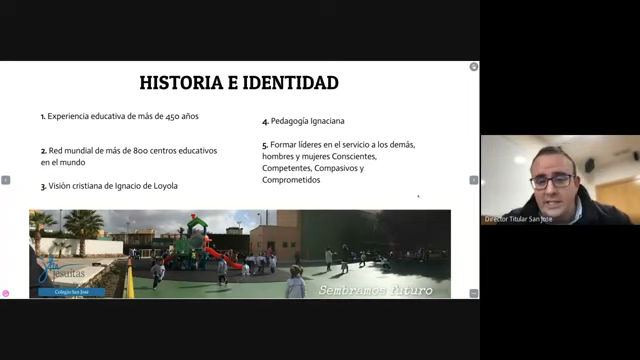 HISTORIA E IDENTIDAD
1. Experiencia educativa de más de 450 años
2. Red mundial de más de 800 centros educativos
en el mundo
3. Visión cristiana de Ignacio de Loyola
4. Pedagogía Ignaciana
5. Formar líderes en el servicio a los demás,
hombres y mujeres Conscientes,
Competentes, Compasivos y
Comprometidos
jesuitas
Colegio San José
Sembramos futuro
Director Titular San Jose